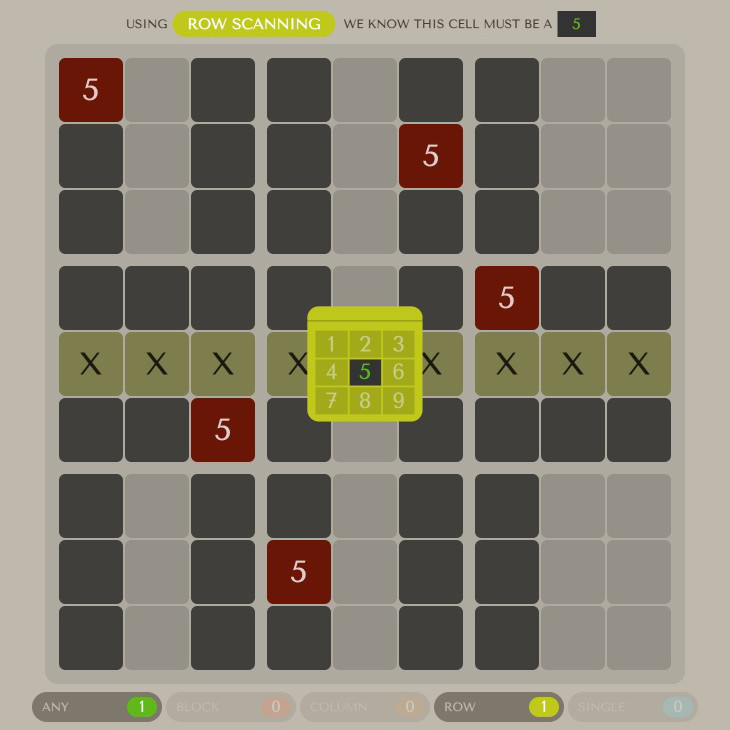 USING ROW SCANNING WE KNOW THIS CELL MUST BE A 5
5
5
5
1 2 3
X X X X 4 5 6 X X X X
7 8 9
5
5
ANY 1 BLOCK 0 COLUMN 0 ROW 1 SINGLE 0